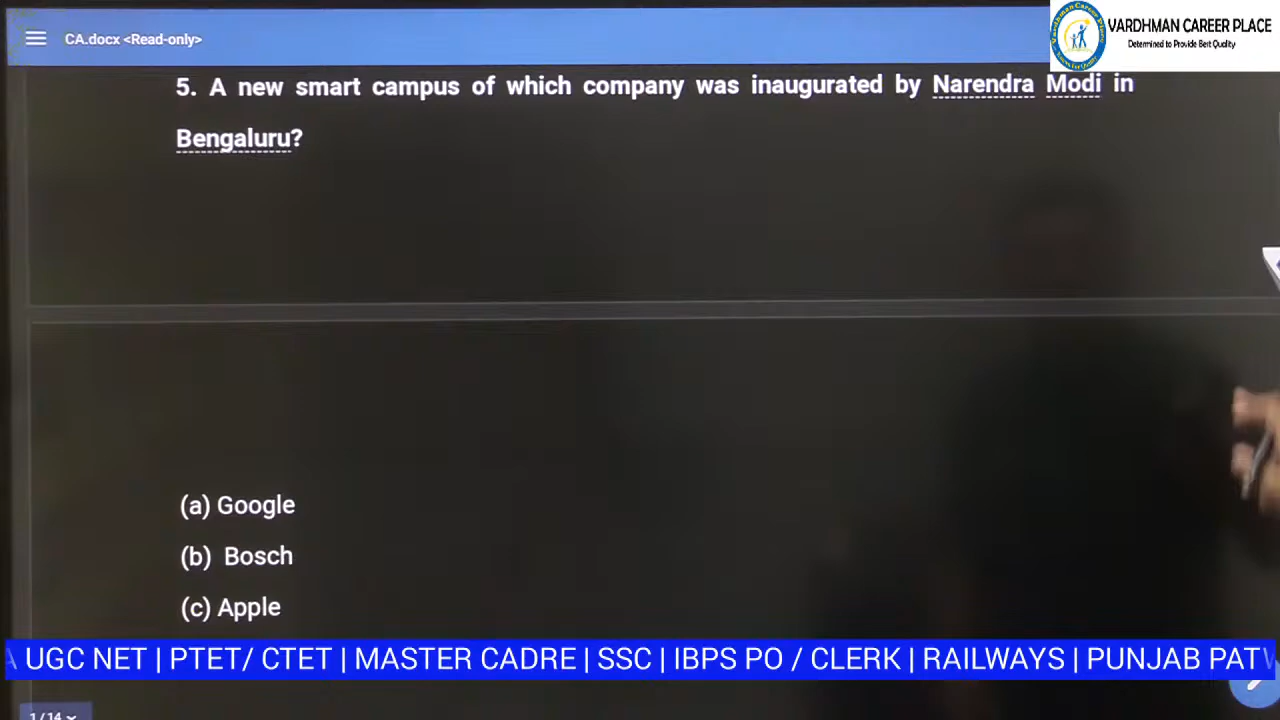 CA.docx <Read-only>
VARDHMAN CAREER PLACE
Determined to Provide Bert Quality
5. A new smart campus of which company was inaugurated by Narendra Modi in
Bengaluru?
(a) Google
(b) Bosch
(c) Apple
UGC NET | PTET/ CTET | MASTER CADRE | SSC | IBPS PO / CLERK | RAILWAYS | PUNJAB PAT
1/14